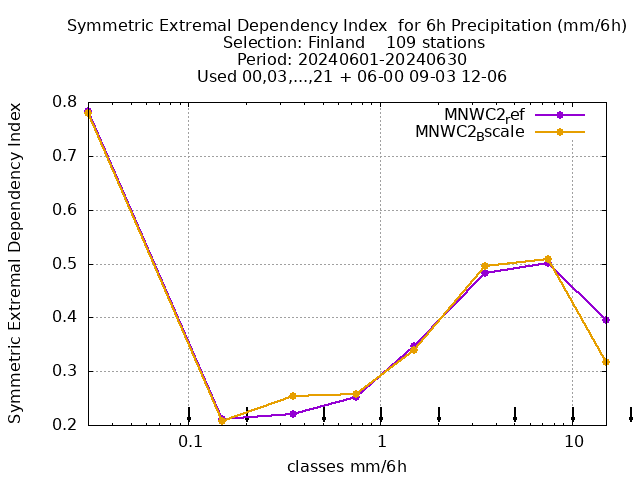 Symmetric Extremal Dependency Index  for 6h Precipitation (mm/6h)
Selection: Finland    109 stations
Period: 20240601-20240630
Used 00,03,...,21 + 06-00 09-03 12-06
MNWC2ref
MNWC2Bscale
Symmetric Extremal Dependency Index
0.8
0.7
0.6
0.5
0.4
0.3
0.2
0.1
1
10
classes mm/6h